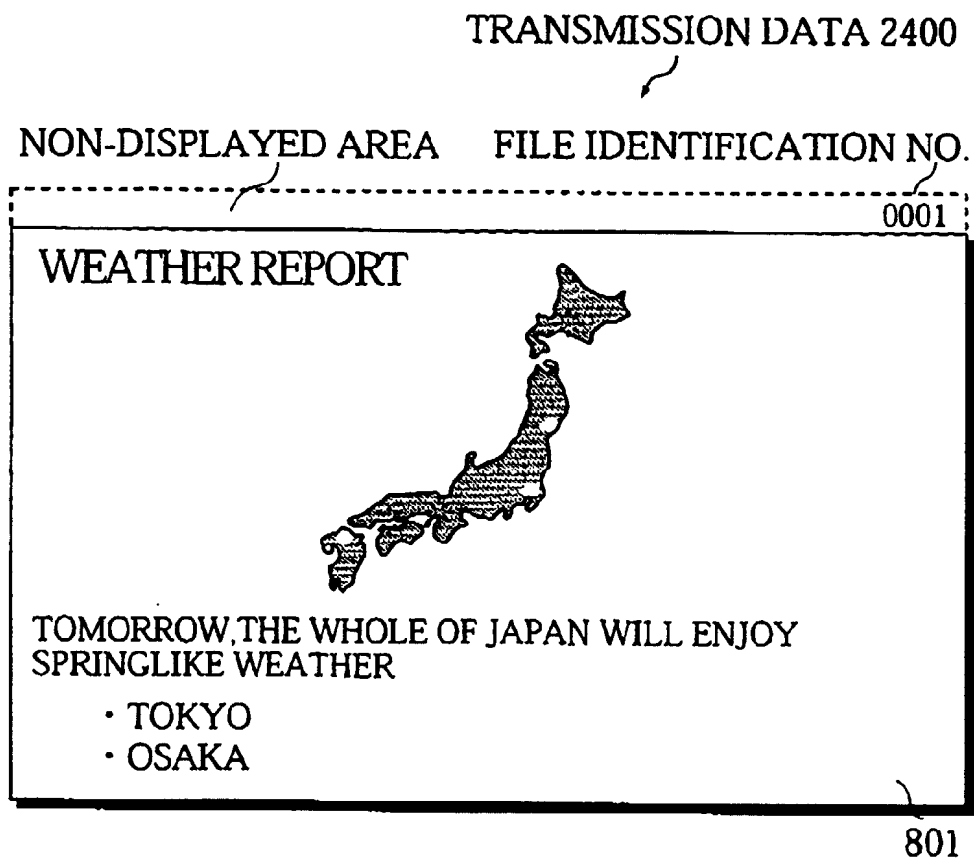 TRANSMISSION DATA 2400
NON-DISPLAYED AREA FILE IDENTIFICATION NO.
0001
WEATHER REPORT
TOMORROW,THE WHOLE OF JAPAN WILL ENJOY
SPRINGLIKE WEATHER
・TOKYO
・OSAKA
801